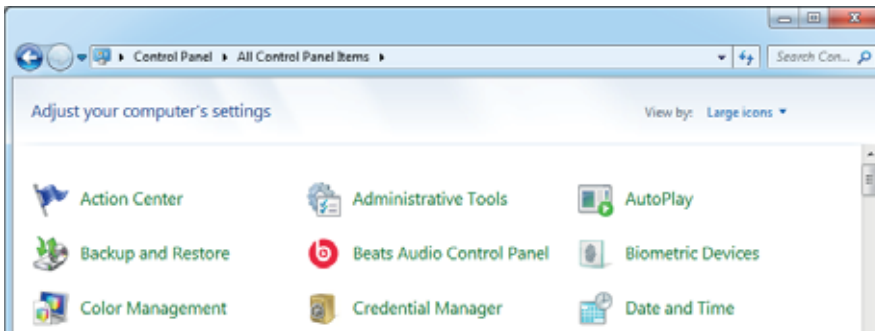 Control Panel All Control Panel Items Search Con...
Adjust your computer's settings View by: Large icons
Action Center Administrative Tools AutoPlay
Backup and Restore Beats Audio Control Panel Biometric Devices
Color Management Credential Manager Date and Time